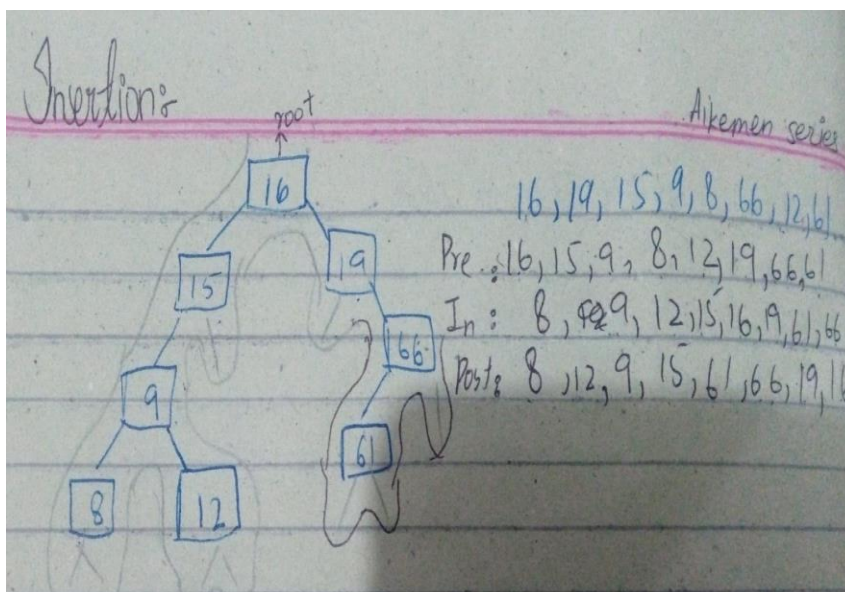 Insertion:
root
Aikemen series
16
16, 19, 15, 9, 8, 66, 12, 61
19
Pre.: 16, 15, 9, 8, 12, 19, 66, 61
15
In: 8, 9, 12, 15, 16, 19, 61, 66
66
Post: 8, 12, 9, 15, 61, 66, 19, 16
9
61
8
12